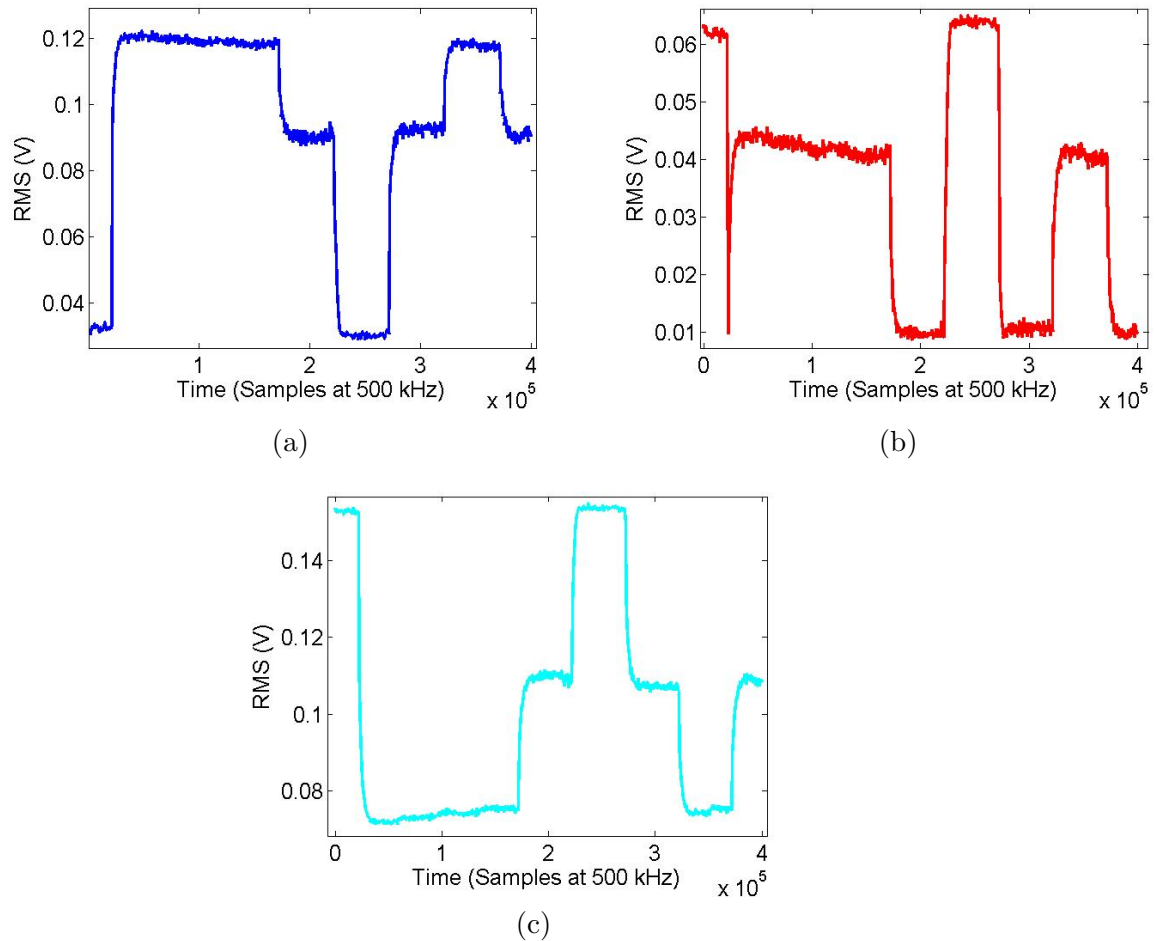 0.12
0.1
0.08
0.06
0.04
RMS (V)
1 2 3 4
Time (Samples at 500 kHz)
x 10^5
(a)
0.06
0.05
0.04
0.03
0.02
0.01
RMS (V)
0 1 2 3 4
Time (Samples at 500 kHz)
x 10^5
(b)
0.14
0.12
0.1
0.08
RMS (V)
0 1 2 3 4
Time (Samples at 500 kHz)
x 10^5
(c)